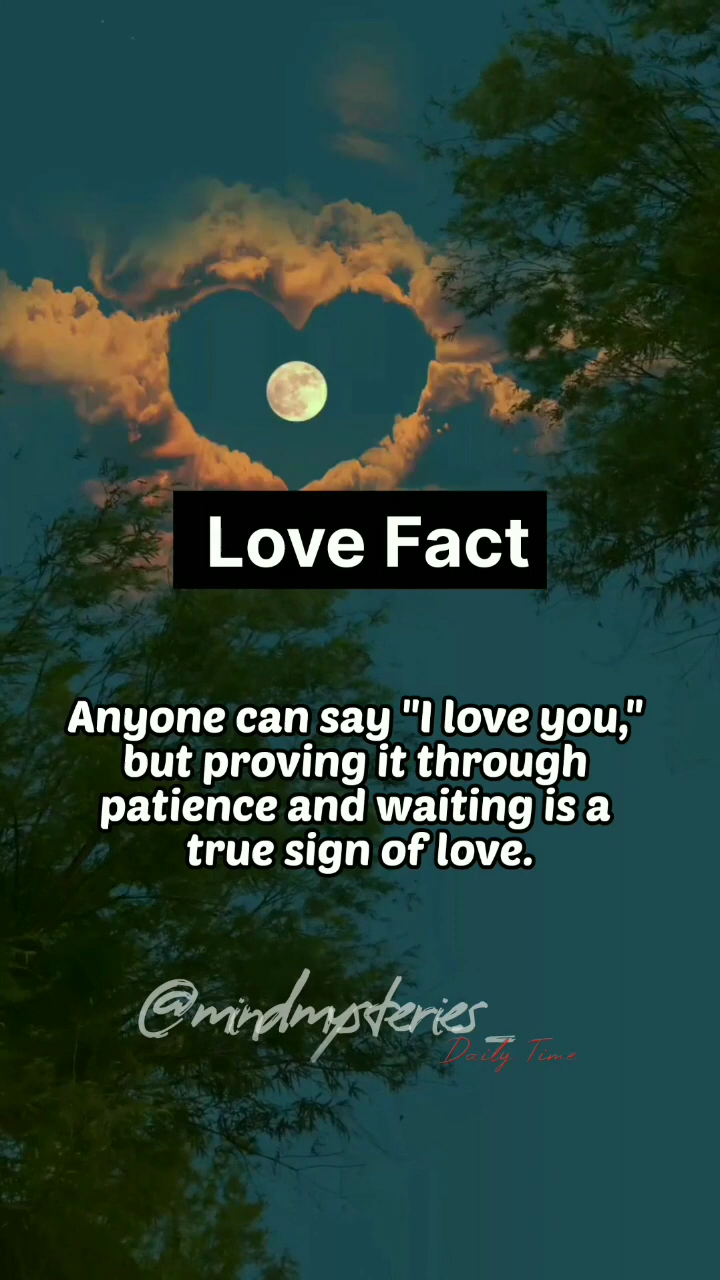 Love Fact
Anyone can say "I love you,"
but proving it through
patience and waiting is a
true sign of love.
@mindmysteries_
Daily Time